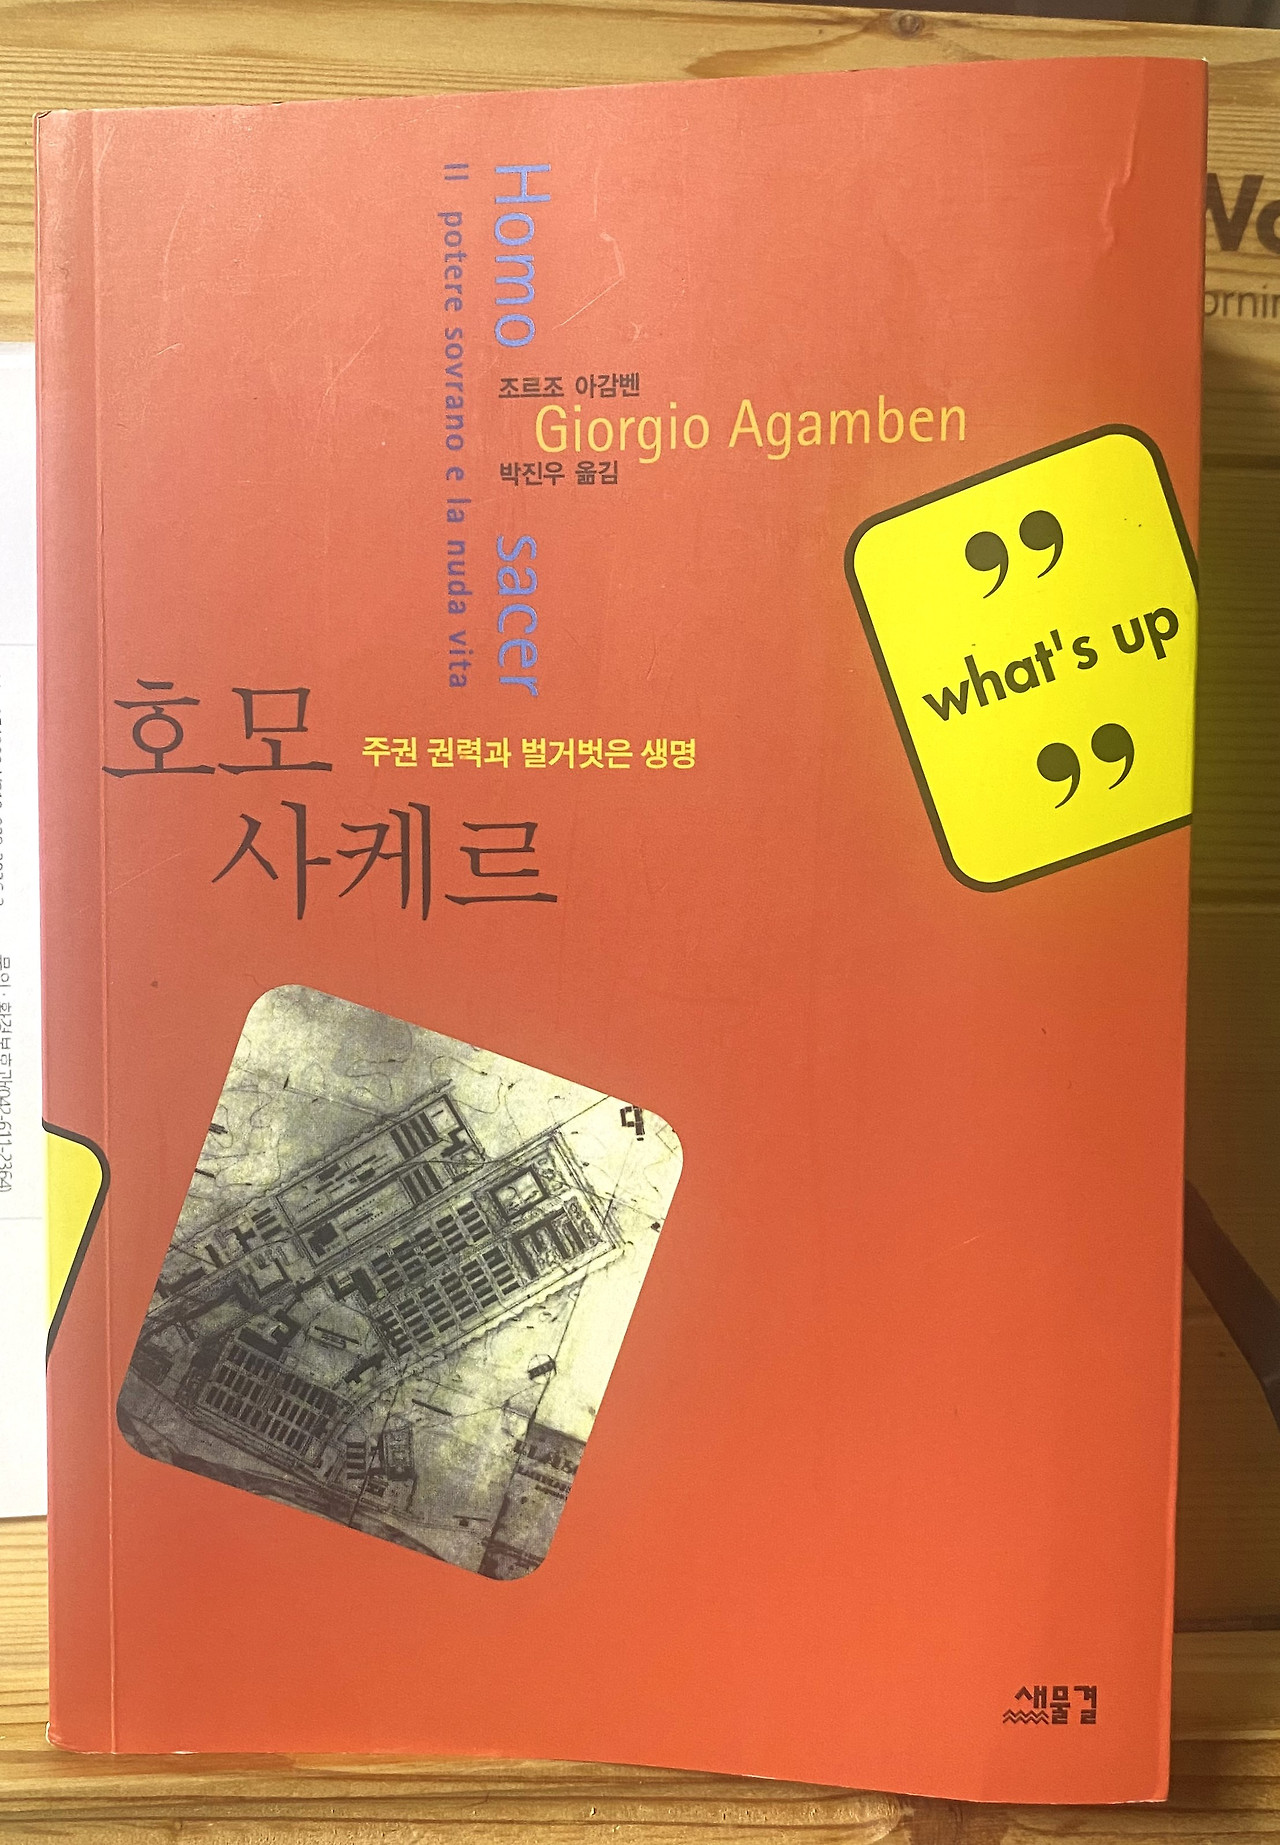 Homo sacer
Il potere sovrano e la nuda vita
조르조 아감벤
Giorgio Agamben
박진우 옮김
호모
사케르
주권 권력과 벌거벗은 생명
”
what's up
”
새물결